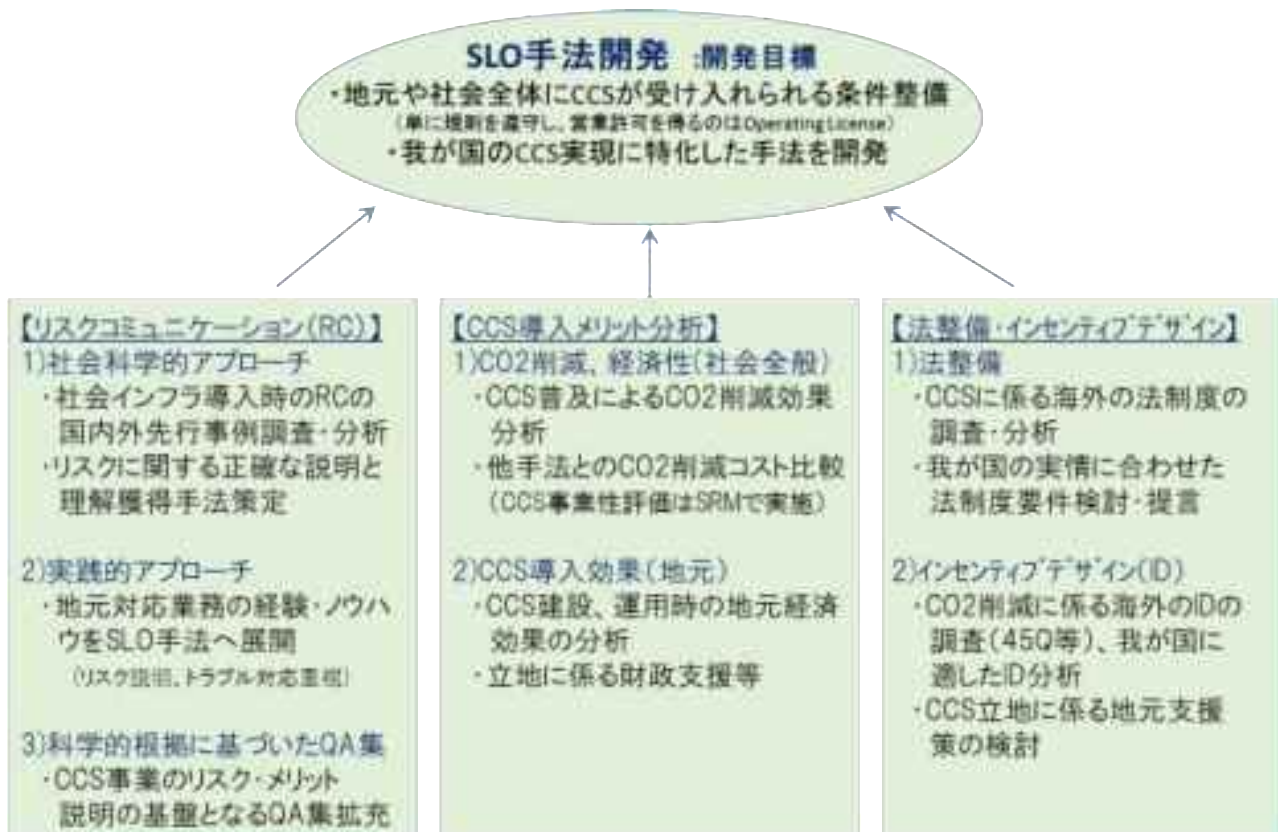 SLO手法開発 :開発目標
・地元や社会全体にCCSが受け入れられる条件整備
(単に規則を遵守し、営業許可を得るのはOperating License)
・我が国のCCS実現に特化した手法を開発
【リスクコミュニケーション(RC)】
1)社会科学的アプローチ
・社会インフラ導入時のRCの
国内外先行事例調査・分析
・リスクに関する正確な説明と
理解獲得手法策定
2)実践的アプローチ
・地元対応業務の経験・ノウハ
ウをSLO手法へ展開
(リスク説明、トラブル対応重視)
3)科学的根拠に基づいたQA集
・CCS事業のリスク・メリット
説明の基盤となるQA集拡充
【CCS導入メリット分析】
1)CO2削減、経済性(社会全般)
・CCS普及によるCO2削減効果
分析
・他手法とのCO2削減コスト比較
(CCS事業性評価はSRMで実施)
2)CCS導入効果(地元)
・CCS建設、運用時の地元経済
効果の分析
・立地に係る財政支援等
【法整備・インセンティブデザイン】
1)法整備
・CCSに係る海外の法制度の
調査・分析
・我が国の実情に合わせた
法制度要件検討・提言
2)インセンティブデザイン(ID)
・CO2削減に係る海外のIDの
調査(45Q等)、我が国に
適したID分析
・CCS立地に係る地元支援
策の検討